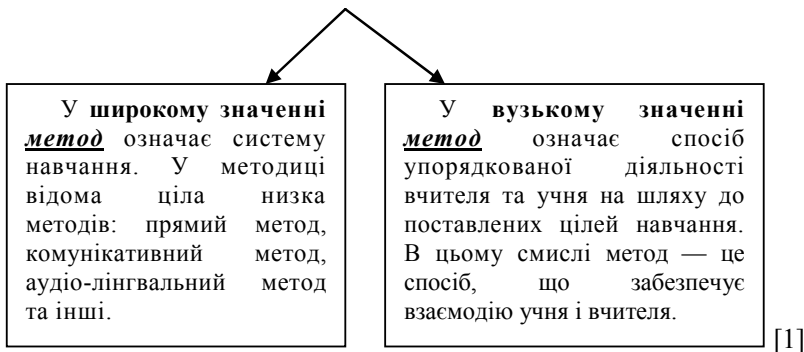 У широкому значенні
метод означає систему
навчання. У методиці
відома ціла низка
методів: прямий метод,
комунікативний метод,
аудіо-лінгвальний метод
та інші.
У вузькому значенні
метод означає спосіб
упорядкованої діяльності
вчителя та учня на шляху до
поставлених цілей навчання.
В цьому смислі метод — це
спосіб, що забезпечує
взаємодію учня і вчителя.
[1]